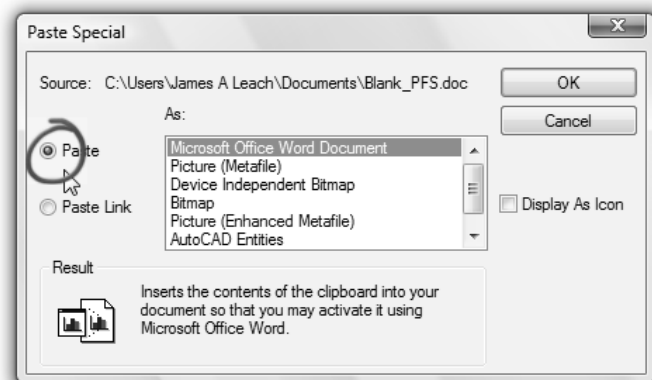 Paste Special
Source: C:\Users\James A Leach\Documents\Blank_PFS.doc
OK
As:
Cancel
Paste
Microsoft Office Word Document
Picture (Metafile)
Device Independent Bitmap
Bitmap
Picture (Enhanced Metafile)
AutoCAD Entities
Paste Link
Display As Icon
Result
Inserts the contents of the clipboard into your
document so that you may activate it using
Microsoft Office Word.